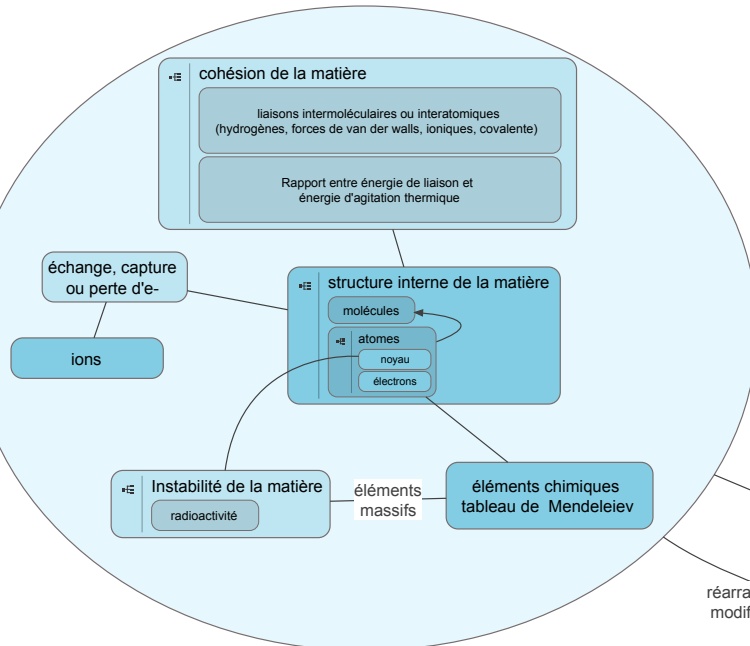 cohésion de la matière
liaisons intermoléculaires ou interatomiques
(hydrogènes, forces de van der walls, ioniques, covalente)
Rapport entre énergie de liaison et
énergie d'agitation thermique
échange, capture
ou perte d'e-
ions
structure interne de la matière
molécules
atomes
noyau
électrons
Instabilité de la matière
radioactivité
éléments
massifs
éléments chimiques
tableau de Mendeleiev
réarra
modif